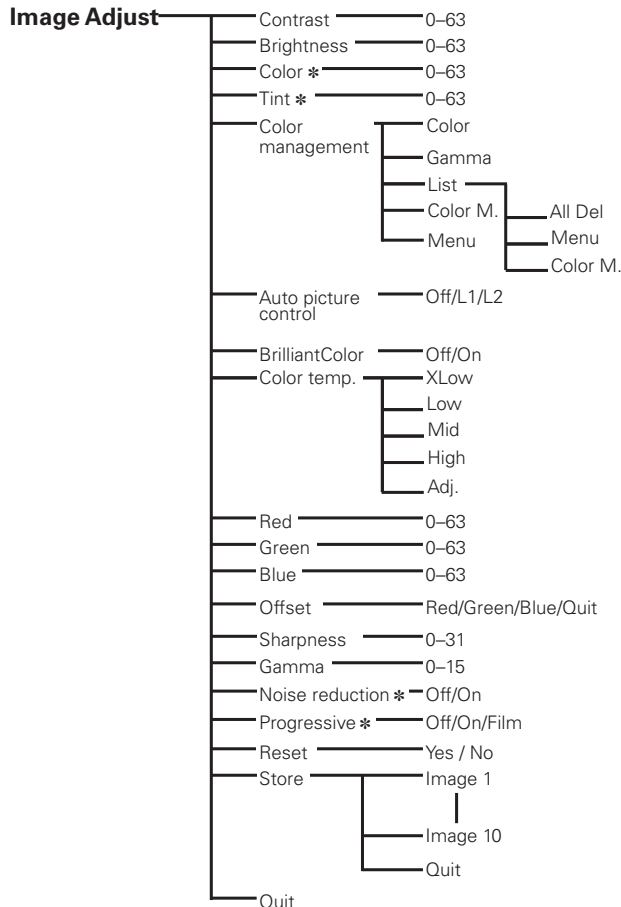 Image Adjust
Contrast 0–63
Brightness 0–63
Color ✻ 0–63
Tint ✻ 0–63
Color
management
Color
Gamma
List
All Del
Menu
Color M.
Color M.
Menu
Auto picture
control
Off/L1/L2
BrilliantColor Off/On
Color temp. XLow
Low
Mid
High
Adj.
Red 0–63
Green 0–63
Blue 0–63
Offset Red/Green/Blue/Quit
Sharpness 0–31
Gamma 0–15
Noise reduction ✻ Off/On
Progressive ✻ Off/On/Film
Reset Yes / No
Store Image 1
Image 10
Quit
Quit